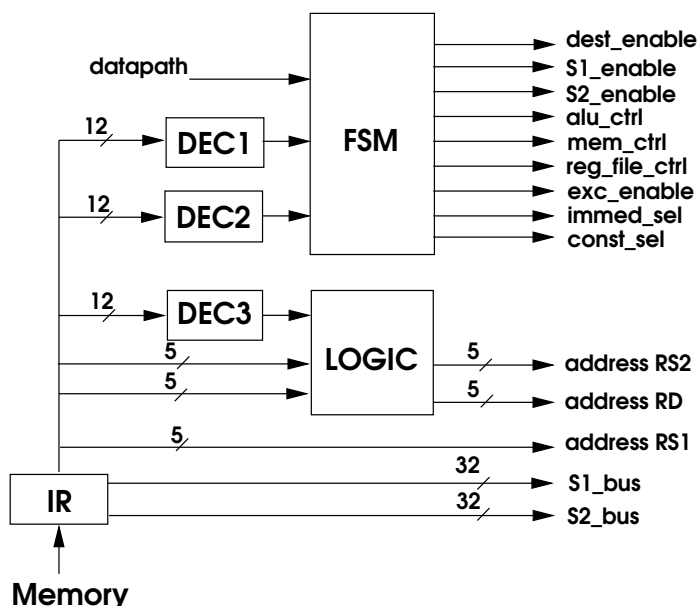 dest_enable
datapath
S1_enable
S2_enable
12
DEC1
FSM
alu_ctrl
mem_ctrl
reg_file_ctrl
12
DEC2
exc_enable
immed_sel
const_sel
12
DEC3
LOGIC
5
5
address RS2
5
5
address RD
5
address RS1
IR
32
S1_bus
32
S2_bus
Memory